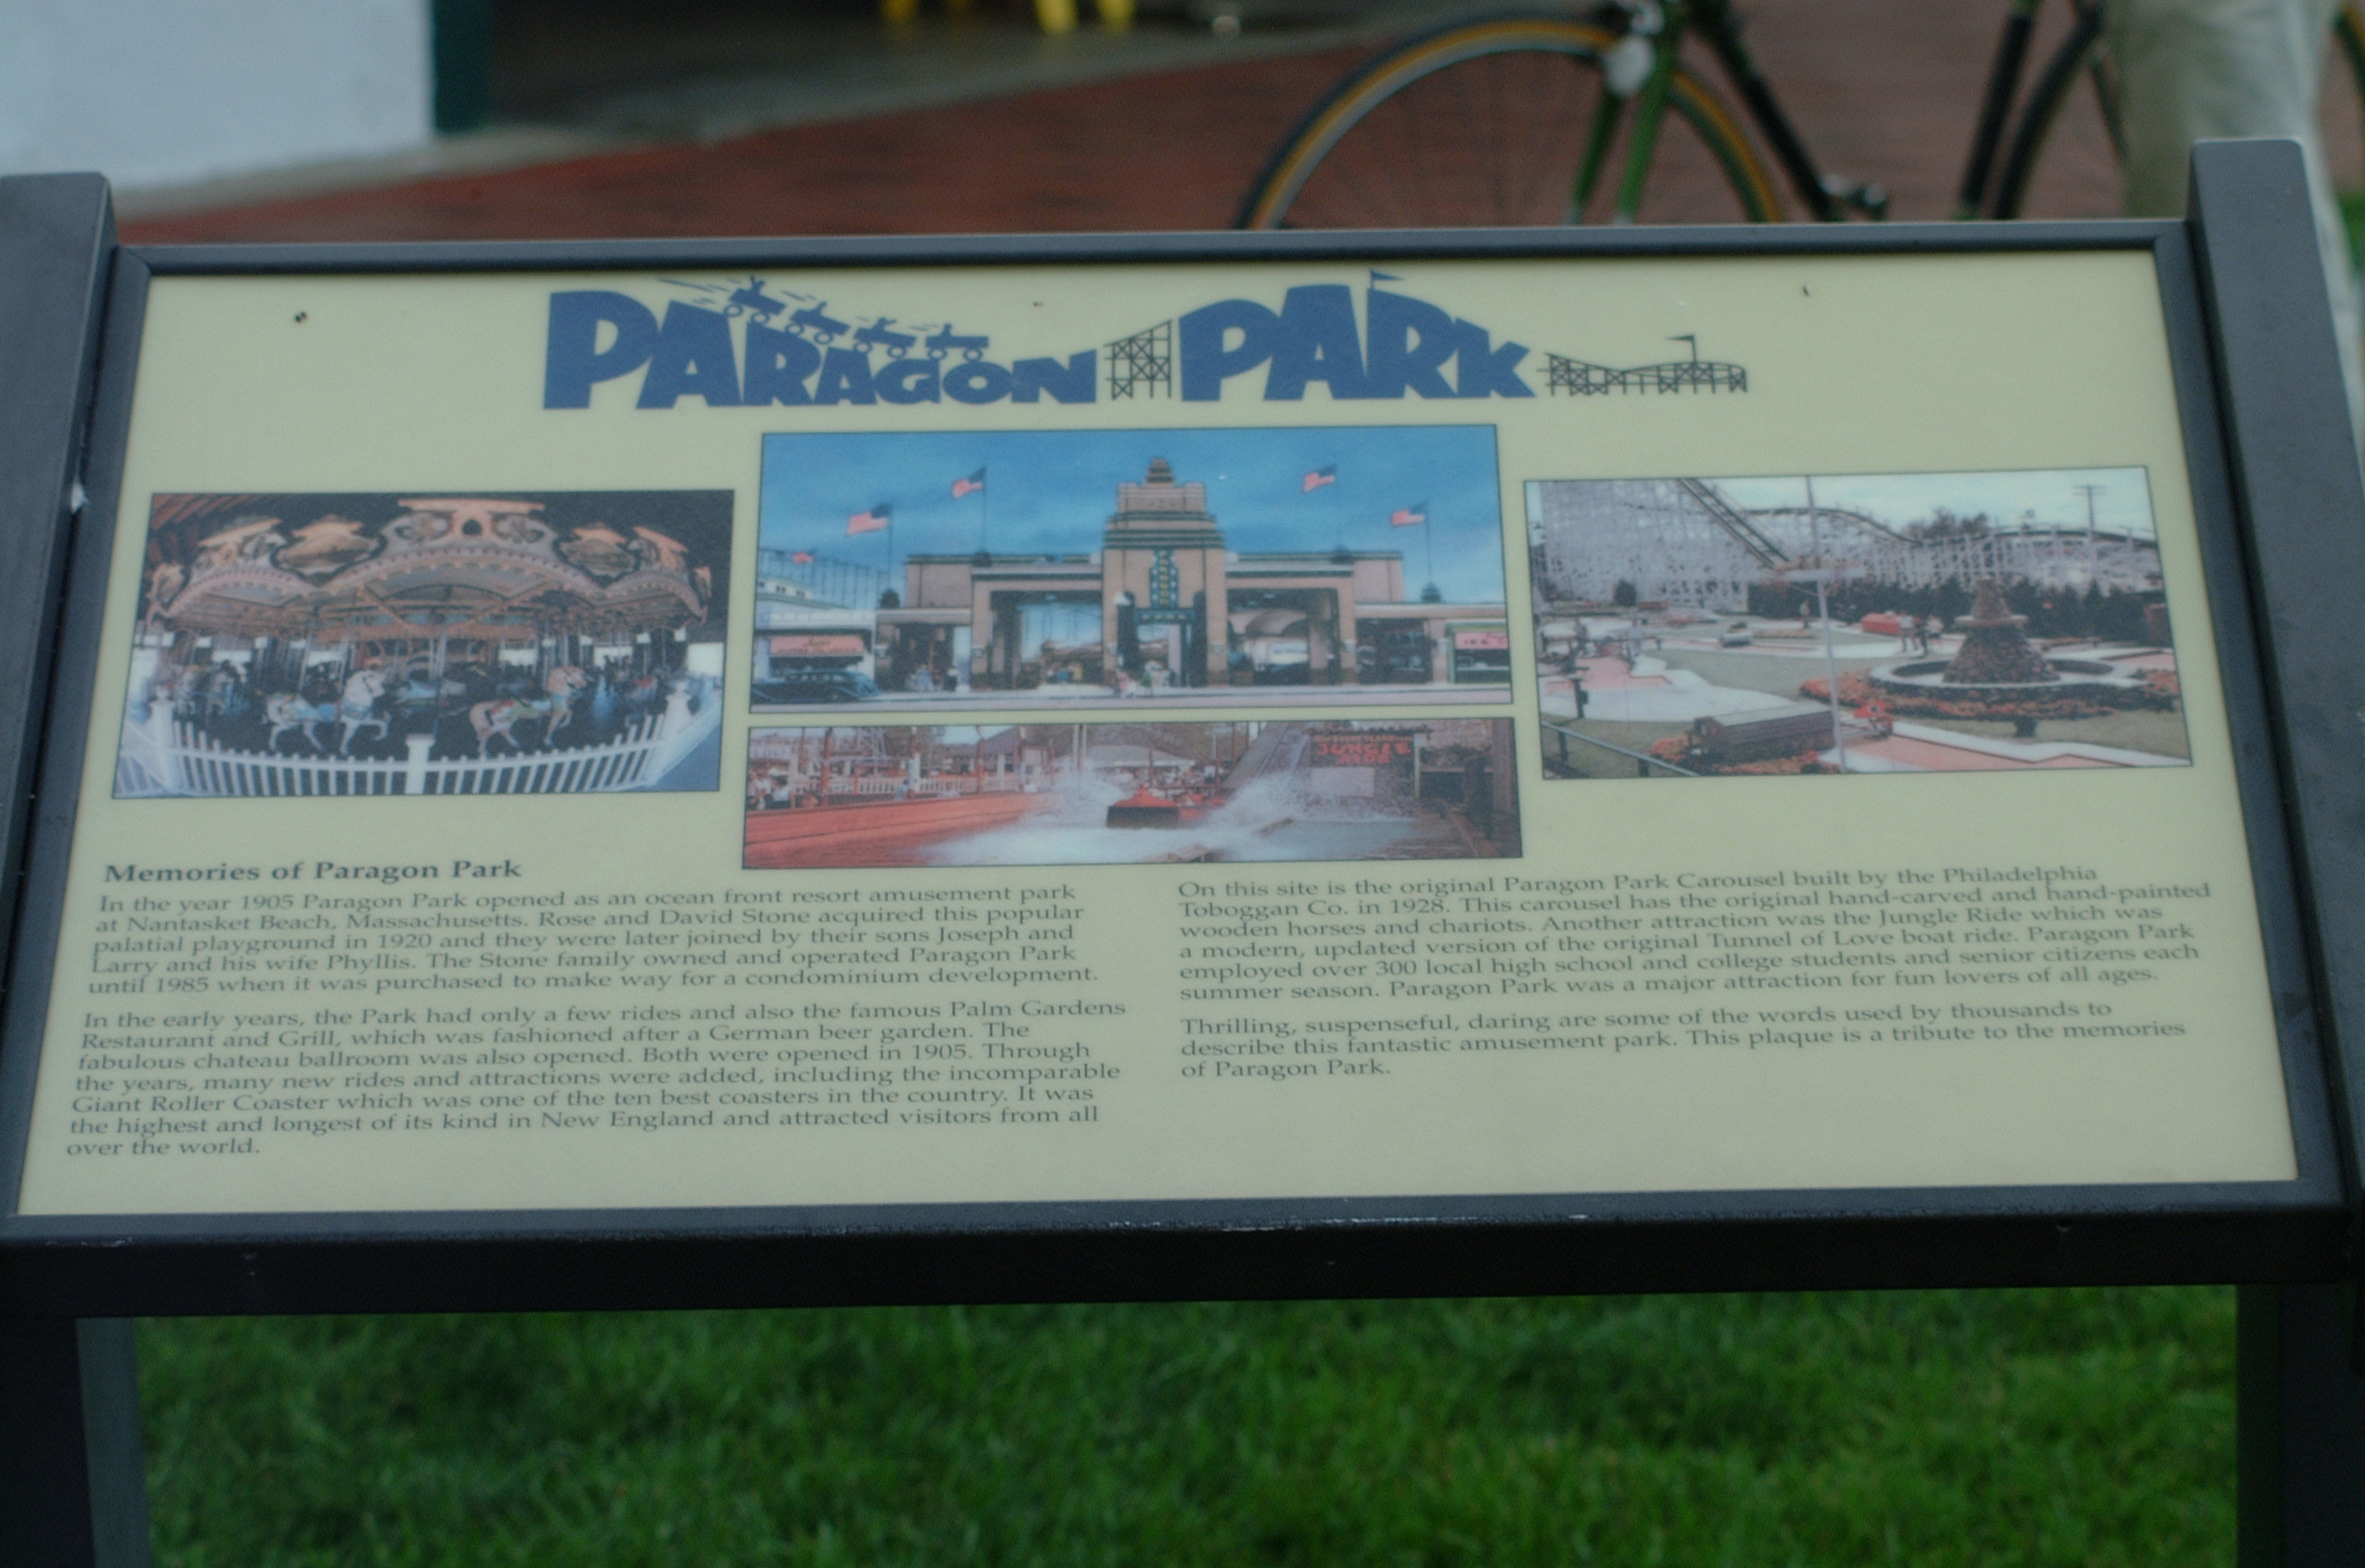 PARAGON PARK
JUNGLE
RIDE
Memories of Paragon Park
In the year 1905 Paragon Park opened as an ocean front resort amusement park
at Nantasket Beach, Massachusetts. Rose and David Stone acquired this popular
palatial playground in 1920 and they were later joined by their sons Joseph and
Larry and his wife Phyllis. The Stone family owned and operated Paragon Park
until 1985 when it was purchased to make way for a condominium development.
In the early years, the Park had only a few rides and also the famous Palm Gardens
Restaurant and Grill, which was fashioned after a German beer garden. The
fabulous chateau ballroom was also opened. Both were opened in 1905. Through
the years, many new rides and attractions were added, including the incomparable
Giant Roller Coaster which was one of the ten best coasters in the country. It was
the highest and longest of its kind in New England and attracted visitors from all
over the world.
On this site is the original Paragon Park Carousel built by the Philadelphia
Toboggan Co. in 1928. This carousel has the original hand-carved and hand-painted
wooden horses and chariots. Another attraction was the Jungle Ride which was
a modern, updated version of the original Tunnel of Love boat ride. Paragon Park
employed over 300 local high school and college students and senior citizens each
summer season. Paragon Park was a major attraction for fun lovers of all ages.
Thrilling, suspenseful, daring are some of the words used by thousands to
describe this fantastic amusement park. This plaque is a tribute to the memories
of Paragon Park.